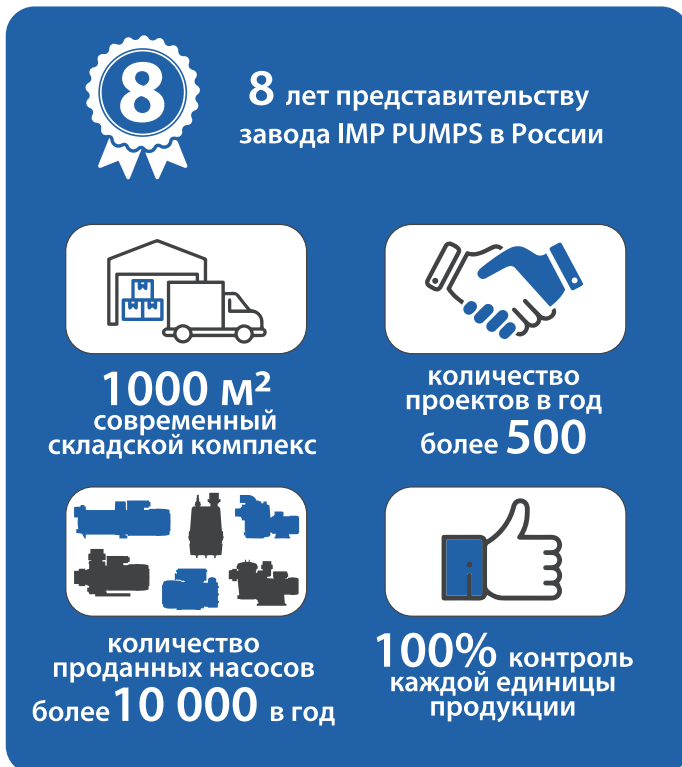 8
8 лет представительству
завода IMP PUMPS в России
1000 м²
современный
складской комплекс
количество
проектов в год
более 500
количество
проданных насосов
более 10 000 в год
100% контроль
каждой единицы
продукции